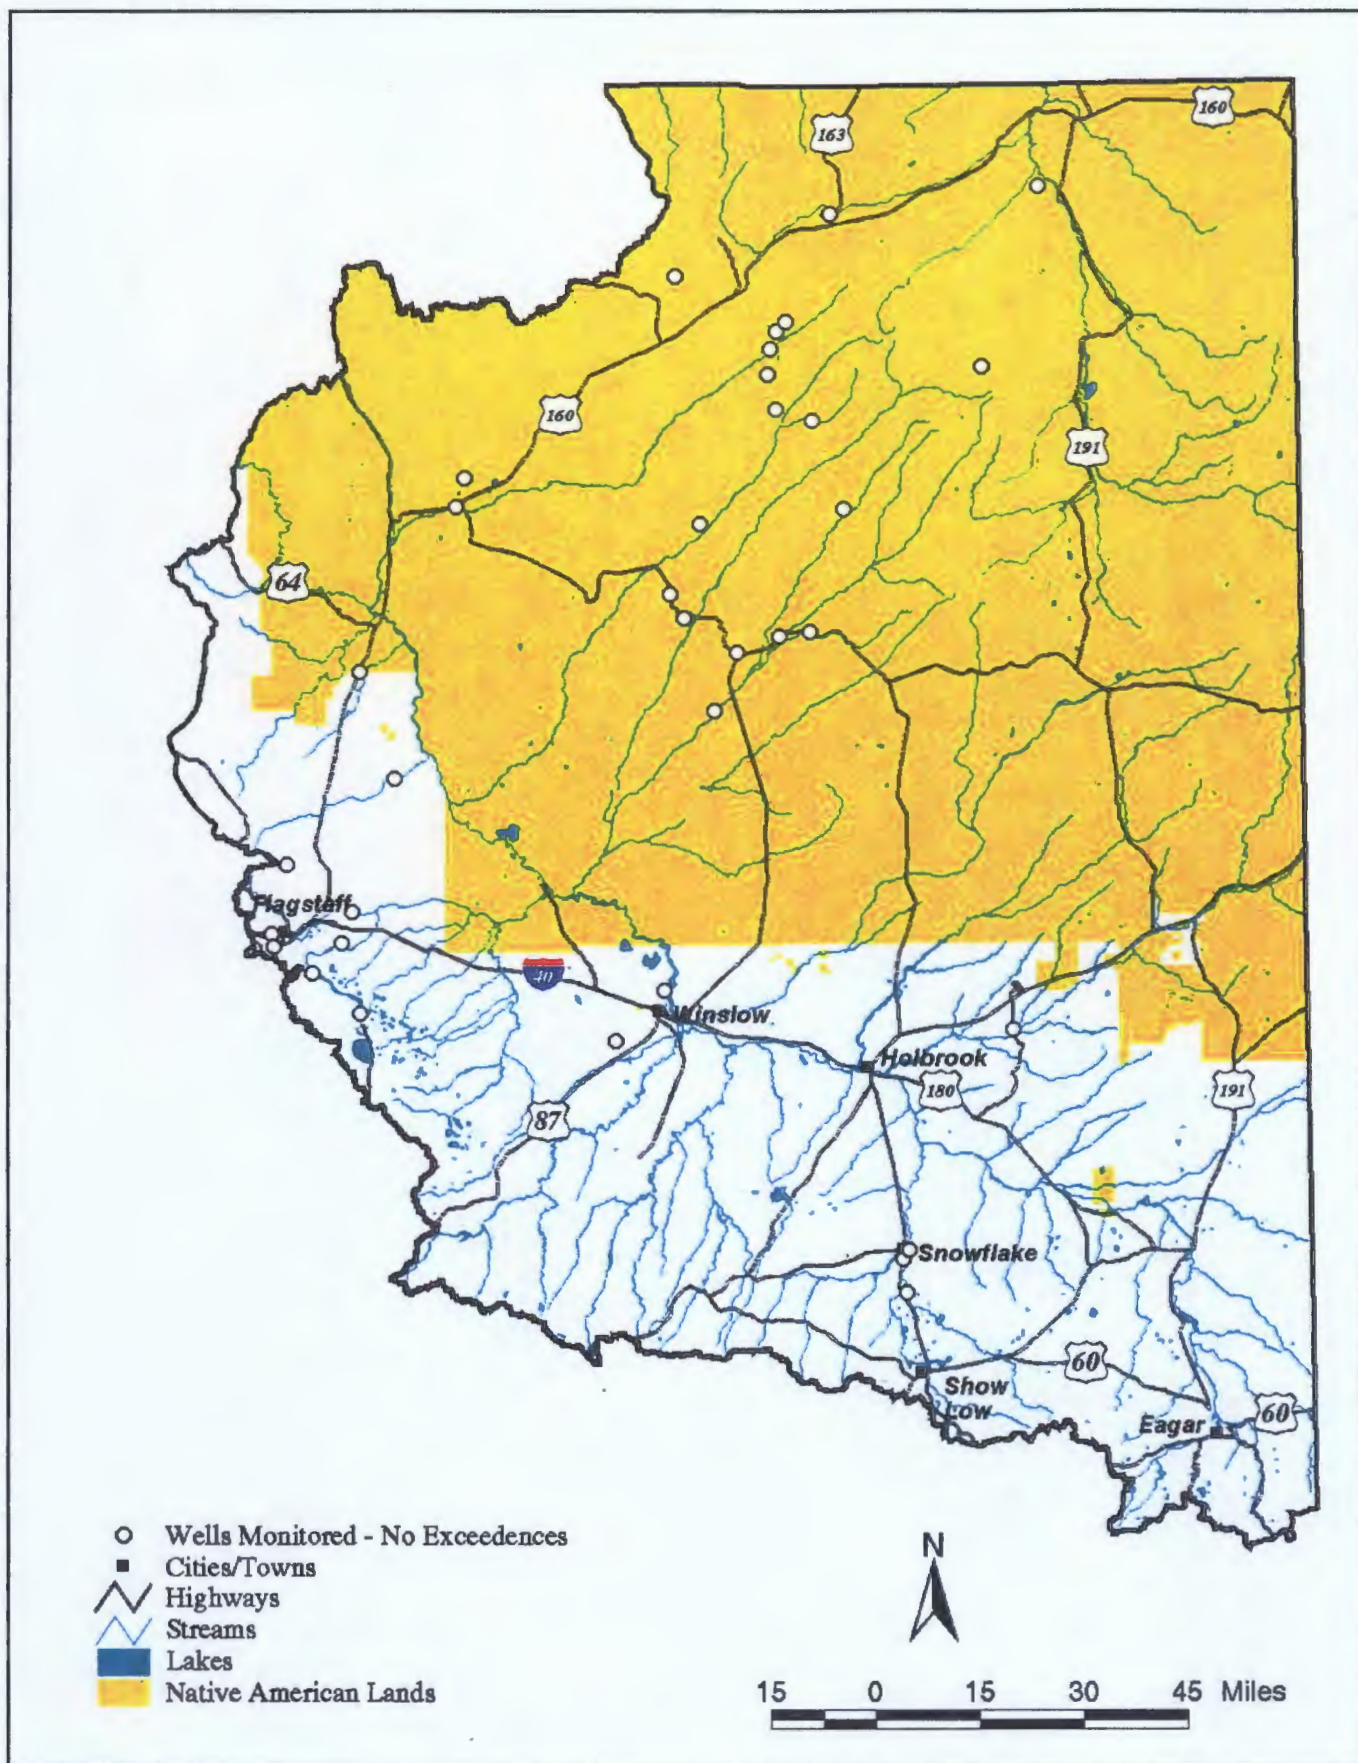 163
160
160
191
64
Flagstaff
40
Winslow
Holbrook
180
191
87
Snowflake
60
Show
Low
Eagar
60
Wells Monitored - No Exceedences
Cities/Towns
Highways
Streams
Lakes
Native American Lands
N
15 0 15 30 45 Miles